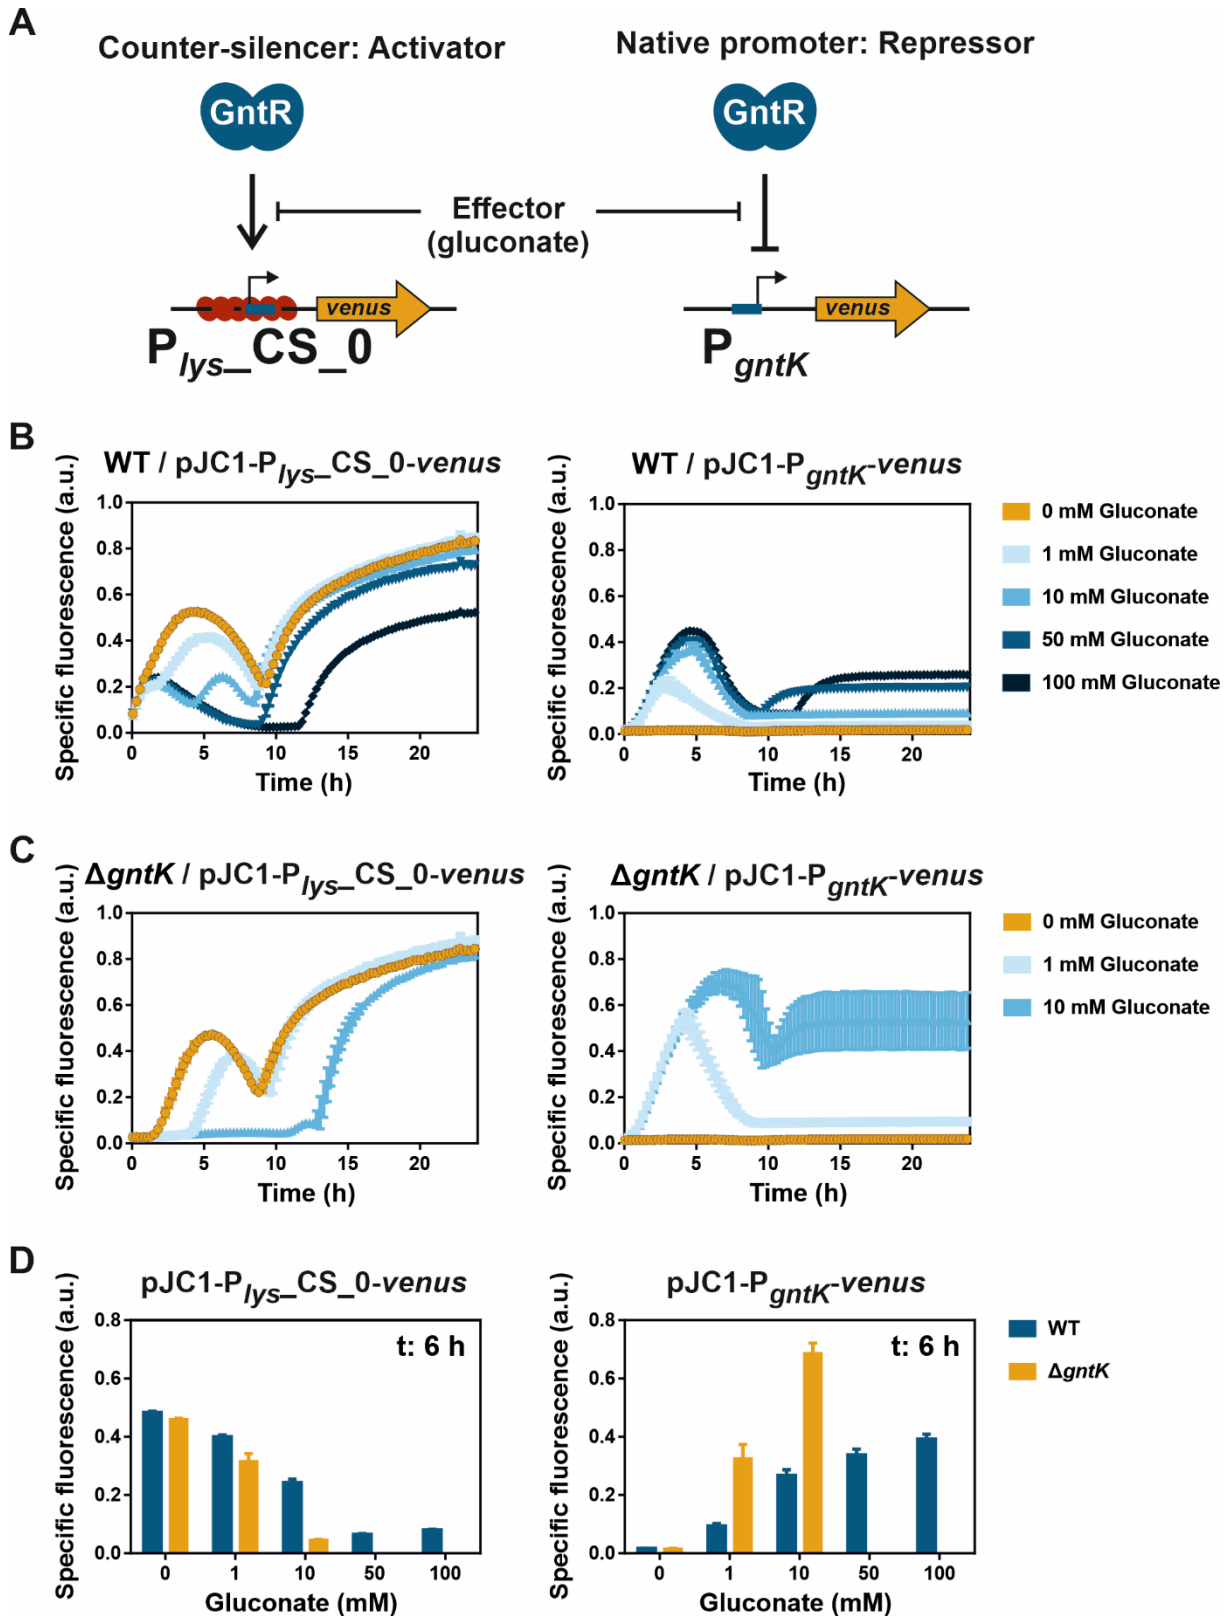 A
Counter-silencer: Activator
Native promoter: Repressor
GntR
GntR
Effector
(gluconate)
venus
venus
Plys_CS_0
PgntK
B
WT / pJC1-Plys_CS_0-venus
WT / pJC1-PgntK-venus
Specific fluorescence (a.u.)
1.0
0.8
0.6
0.4
0.2
0.0
0 5 10 15 20
Time (h)
Specific fluorescence (a.u.)
1.0
0.8
0.6
0.4
0.2
0.0
0 5 10 15 20
Time (h)
0 mM Gluconate
1 mM Gluconate
10 mM Gluconate
50 mM Gluconate
100 mM Gluconate
C
ΔgntK / pJC1-Plys_CS_0-venus
ΔgntK / pJC1-PgntK-venus
Specific fluorescence (a.u.)
1.0
0.8
0.6
0.4
0.2
0.0
0 5 10 15 20
Time (h)
Specific fluorescence (a.u.)
1.0
0.8
0.6
0.4
0.2
0.0
0 5 10 15 20
Time (h)
0 mM Gluconate
1 mM Gluconate
10 mM Gluconate
D
pJC1-Plys_CS_0-venus
pJC1-PgntK-venus
Specific fluorescence (a.u.)
0.8
0.6
0.4
0.2
0.0
t: 6 h
0 1 10 50 100
Gluconate (mM)
Specific fluorescence (a.u.)
0.8
0.6
0.4
0.2
0.0
t: 6 h
0 1 10 50 100
Gluconate (mM)
WT
ΔgntK